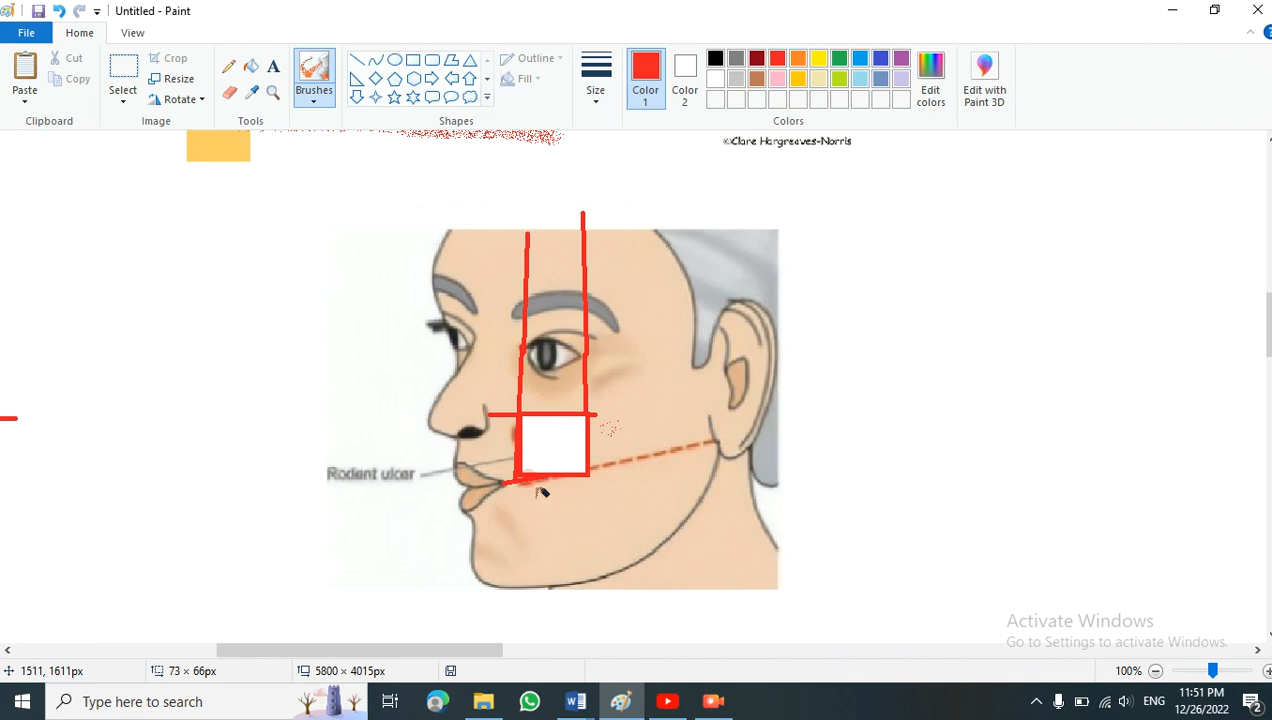 Untitled - Paint
File
Home
View
Paste
Cut
Copy
Clipboard
Select
Crop
Resize
Rotate
Image
Tools
Brushes
Shapes
Outline
Fill
Size
Color 1
Color 2
Colors
Edit colors
Edit with Paint 3D
©Clare Hargreaves-Norris
Rodent ulcer
Activate Windows
Go to Settings to activate Windows.
1511, 1611px
73 × 66px
5800 × 4015px
100%
Type here to search
ENG
11:51 PM
12/26/2022
2